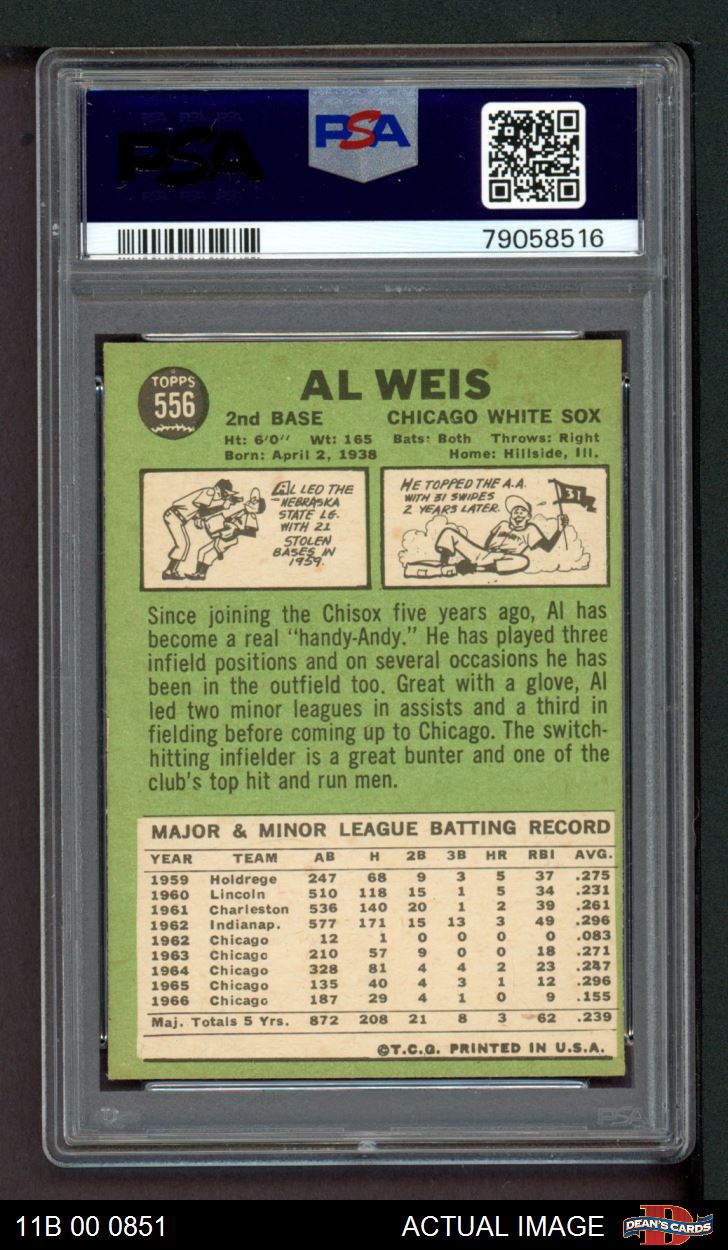 PSA
PSA
79058516
TOPPS
556
AL WEIS
2nd BASE CHICAGO WHITE SOX
Ht: 6'0" Wt: 165 Bats: Both Throws: Right
Born: April 2, 1938 Home: Hillside, Ill.
AL LED THE
NEBRASKA
STATE LG.
WITH 21
STOLEN
BASES IN
1959.
HE TOPPED THE A.A.
WITH 31 SWIPES
2 YEARS LATER.
31
Since joining the Chisox five years ago, Al has
become a real "handy-Andy." He has played three
infield positions and on several occasions he has
been in the outfield too. Great with a glove, Al
led two minor leagues in assists and a third in
fielding before coming up to Chicago. The switch-
hitting infielder is a great bunter and one of the
club's top hit and run men.
MAJOR & MINOR LEAGUE BATTING RECORD
YEAR TEAM AB H 2B 3B HR RBI AVG.
1959 Holdrege 247 68 9 3 5 37 .275
1960 Lincoln 510 118 15 1 5 34 .231
1961 Charleston 536 140 20 1 2 39 .261
1962 Indianap. 577 171 15 13 3 49 .296
1962 Chicago 12 1 0 0 0 0 .083
1963 Chicago 210 57 9 0 0 18 .271
1964 Chicago 328 81 4 4 2 23 .247
1965 Chicago 135 40 4 3 1 12 .296
1966 Chicago 187 29 4 1 0 9 .155
Maj. Totals 5 Yrs. 872 208 21 8 3 62 .239
©T.C.G. PRINTED IN U.S.A.
PSA
11B 00 0851 ACTUAL IMAGE DEAN'S CARDS